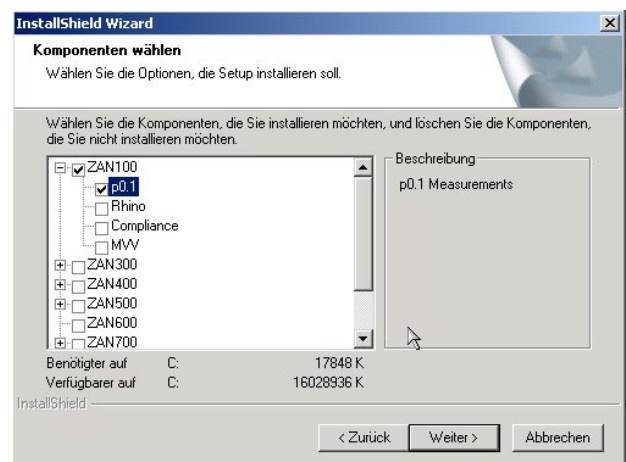 InstallShield Wizard
Komponenten wählen
Wählen Sie die Optionen, die Setup installieren soll.
Wählen Sie die Komponenten, die Sie installieren möchten, und löschen Sie die Komponenten,
die Sie nicht installieren möchten.
ZAN100
p0.1
Rhino
Compliance
MVV
ZAN300
ZAN400
ZAN500
ZAN600
ZAN700
Beschreibung
p0.1 Measurements
Benötigter auf C: 17848 K
Verfügbarer auf C: 16028936 K
InstallShield
< Zurück Weiter > Abbrechen